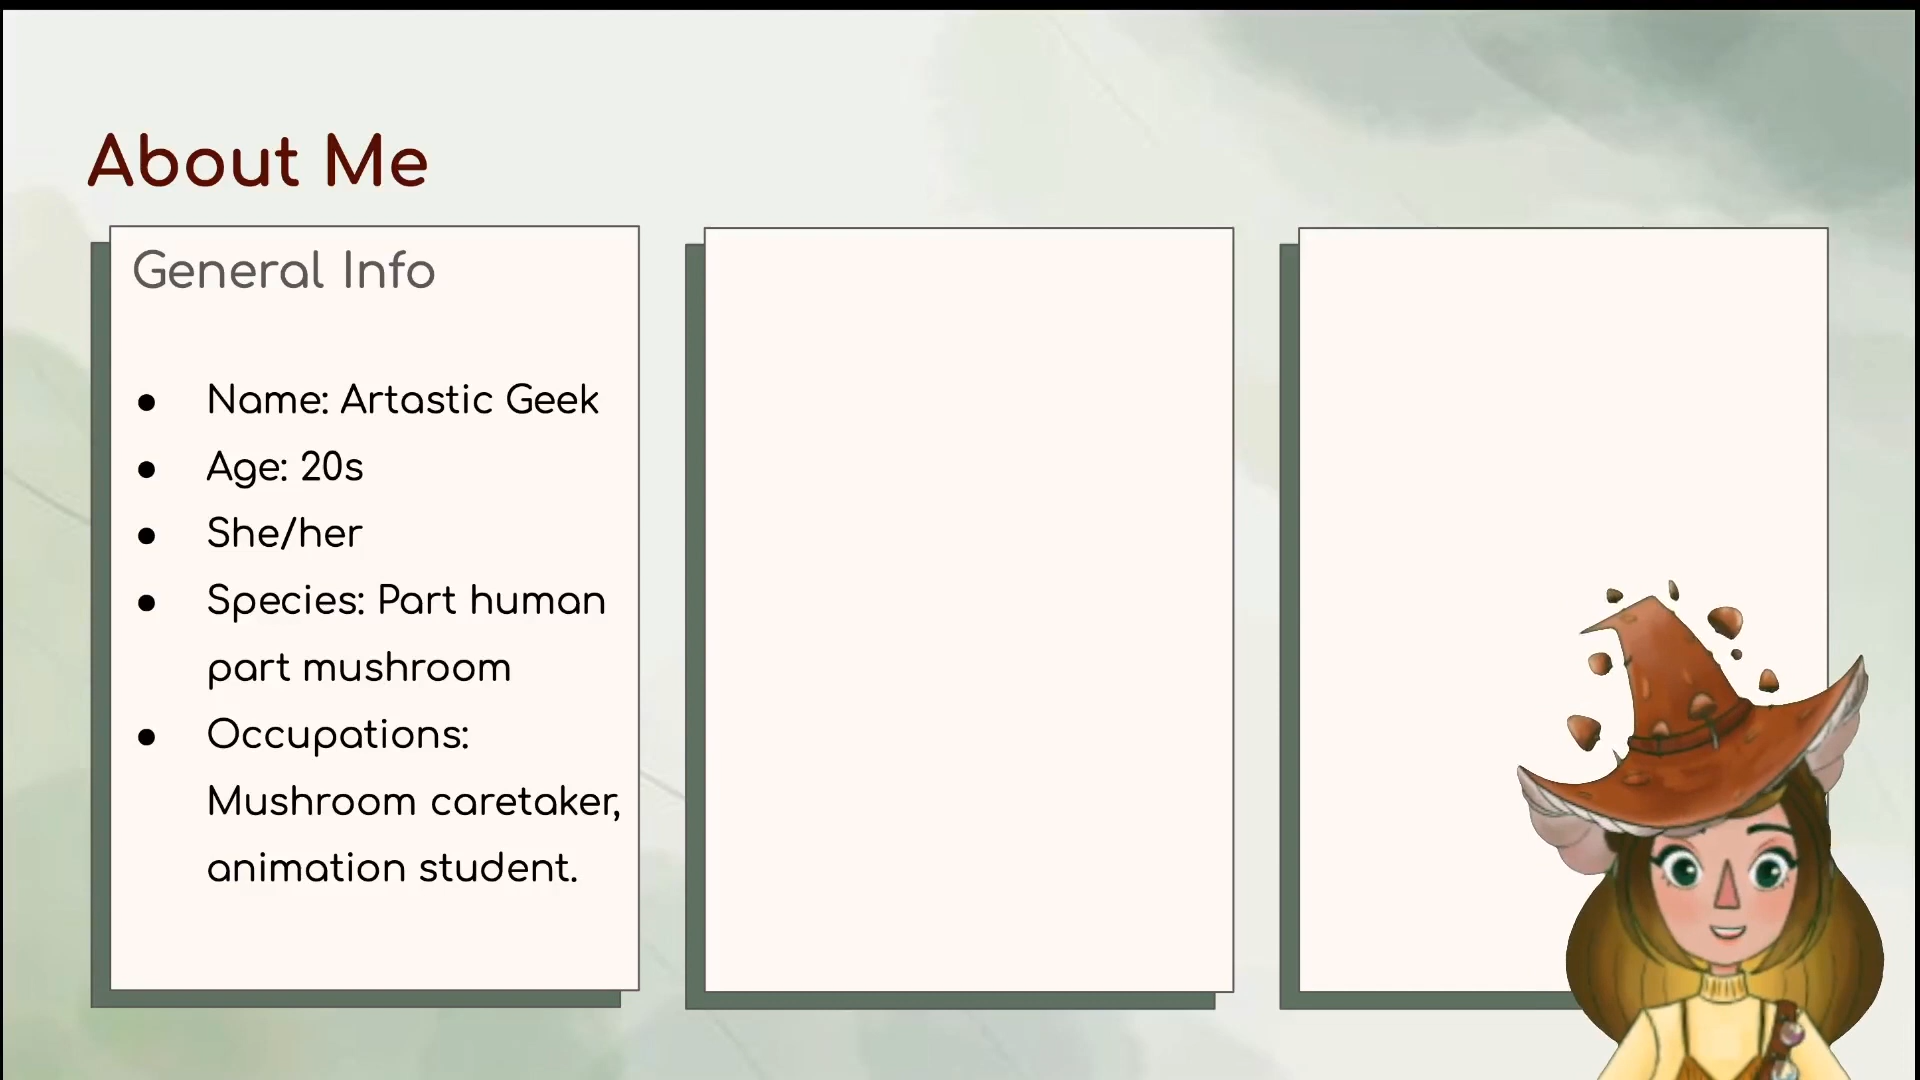 About Me
General Info
● Name: Artastic Geek
● Age: 20s
● She/her
● Species: Part human
part mushroom
● Occupations:
Mushroom caretaker,
animation student.